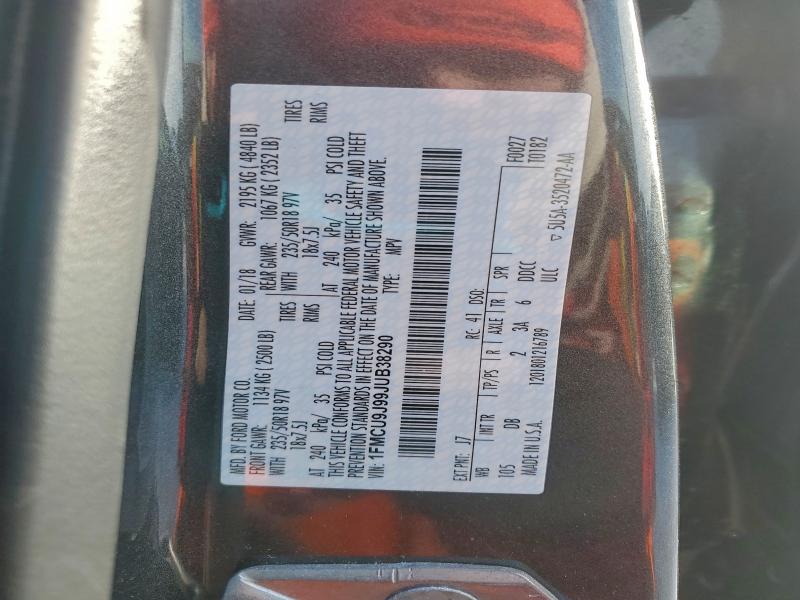 MFD. BY FORD MOTOR CO.
DATE: 01/18 GVWR: 2195 KG ( 4840 LB)
FRONT GAWR: 1134 KG ( 2500 LB) REAR GAWR: 1067 KG ( 2352 LB)
WITH 235/50R18 97V TIRES WITH 235/50R18 97V TIRES
18x7.5J RIMS 18x7.5J RIMS
AT 240 kPa/ 35 PSI COLD AT 240 kPa/ 35 PSI COLD
THIS VEHICLE CONFORMS TO ALL APPLICABLE FEDERAL MOTOR VEHICLE SAFETY AND THEFT
PREVENTION STANDARDS IN EFFECT ON THE DATE OF MANUFACTURE SHOWN ABOVE.
VIN: 1FMCU9J99JUB38290 TYPE: MPV
F0027
EXT PNT: J7 RC: 41 DSO: T0182
WB INT TR TP/PS R AXLE TR SPR
105 DB 2 3A 6 DDCC
MADE IN U.S.A. 1201801216789 ULC
▽ 5U5A-3520472-AA